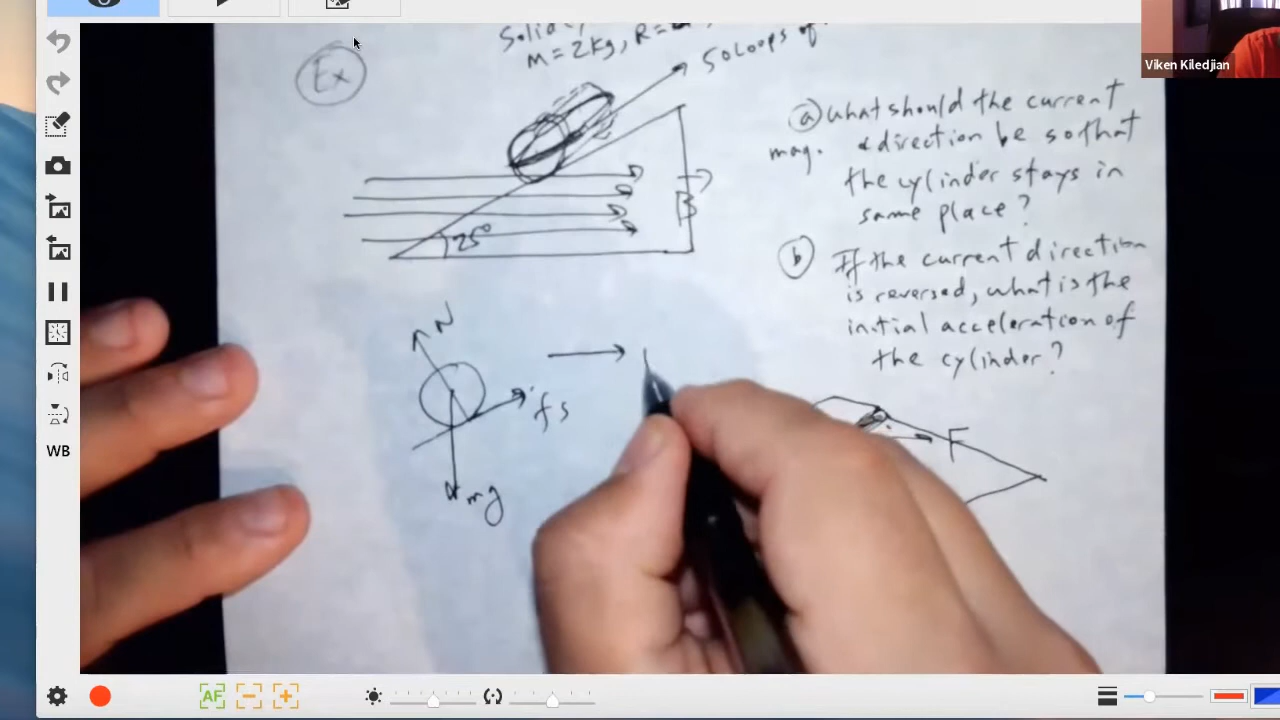 Viken Kiledjian
Ex
Solid
M = 2kg, R =
50 loops of
25°
B
ⓐ What should the current
mag. & direction be so that
the cylinder stays in
same place?
ⓑ If the current direction
is reversed, what is the
initial acceleration of
the cylinder?
N
fs
mg
F
WB
AF